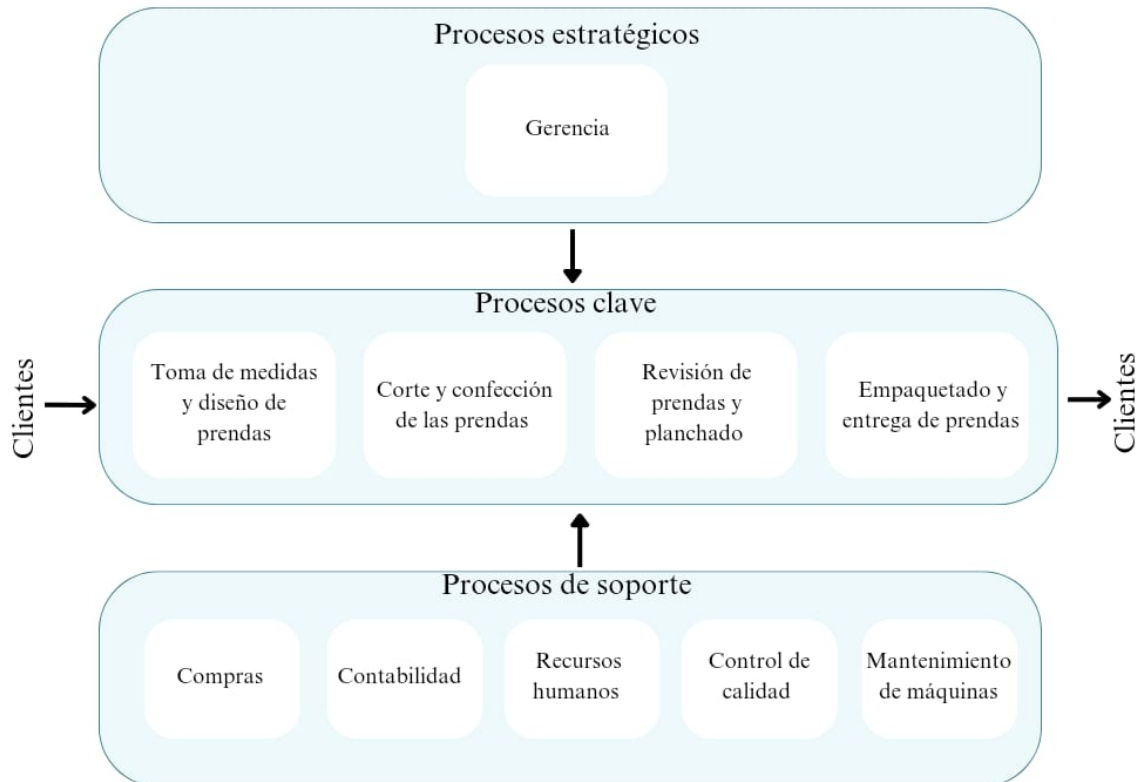 Procesos estratégicos
Gerencia
Procesos clave
Clientes
Toma de medidas
y diseño de
prendas
Corte y confección
de las prendas
Revisión de
prendas y
planchado
Empaquetado y
entrega de prendas
Clientes
Procesos de soporte
Compras
Contabilidad
Recursos
humanos
Control de
calidad
Mantenimiento
de máquinas